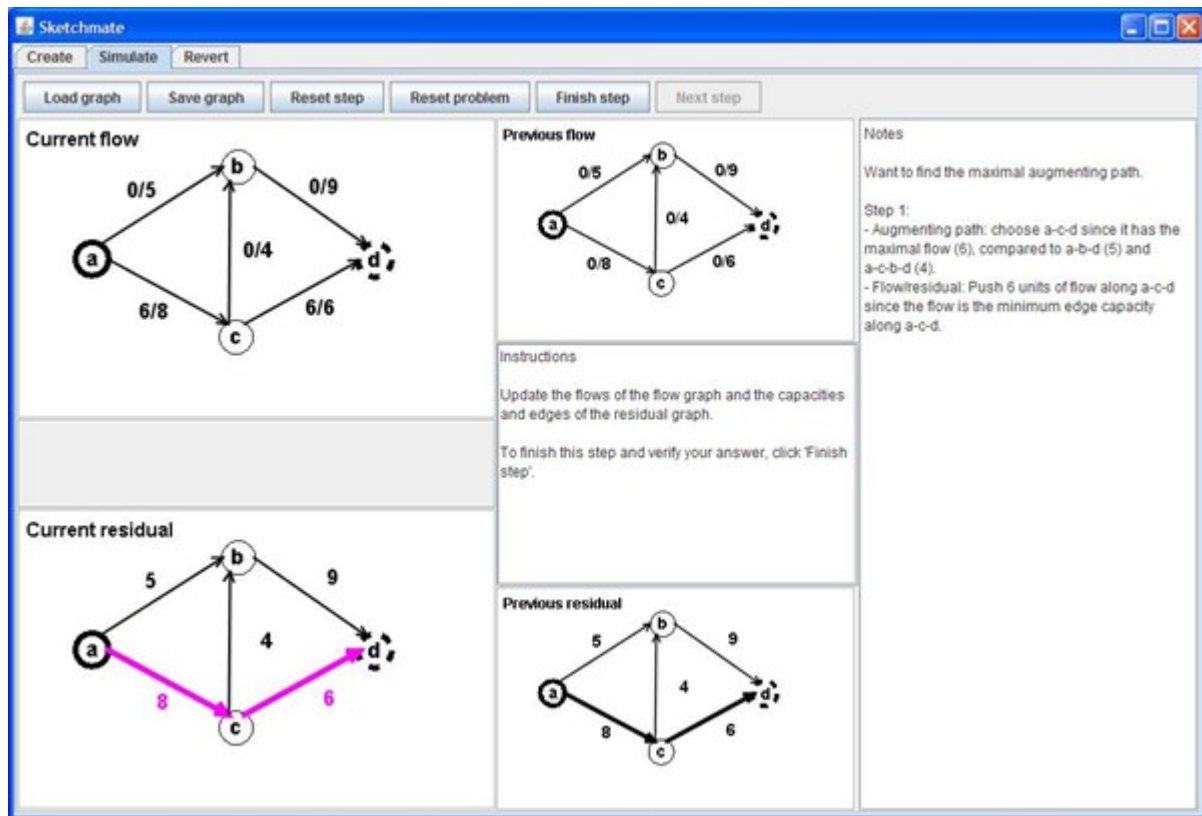 Sketchmate
Create Simulate Revert
Load graph Save graph Reset step Reset problem Finish step Next step
Current flow
b
0/5
0/9
a
0/4
d
6/8
6/6
c
Current residual
b
5
9
a
4
d
8
6
c
Previous flow
b
0/5
0/9
a
0/4
d
0/8
0/6
c
Instructions
Update the flows of the flow graph and the capacities
and edges of the residual graph.
To finish this step and verify your answer, click 'Finish
step'.
Previous residual
b
5
9
a
4
d
8
6
c
Notes
Want to find the maximal augmenting path.
Step 1:
- Augmenting path: choose a-c-d since it has the
maximal flow (6), compared to a-b-d (5) and
a-c-b-d (4).
- Flow/residual: Push 6 units of flow along a-c-d
since the flow is the minimum edge capacity
along a-c-d.